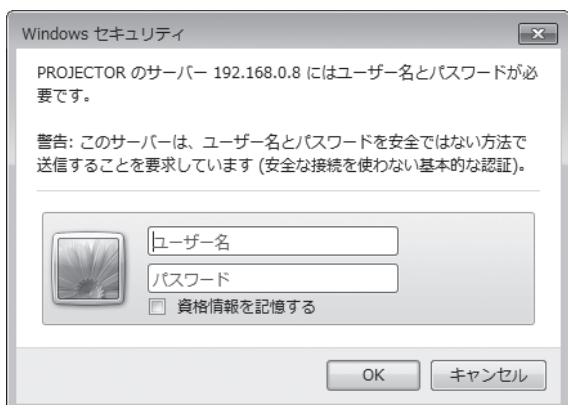 Windows セキュリティ
PROJECTOR のサーバー 192.168.0.8 にはユーザー名とパスワードが必
要です。
警告: このサーバーは、ユーザー名とパスワードを安全ではない方法で
送信することを要求しています (安全な接続を使わない基本的な認証)。
ユーザー名
パスワード
資格情報を記憶する
OK
キャンセル